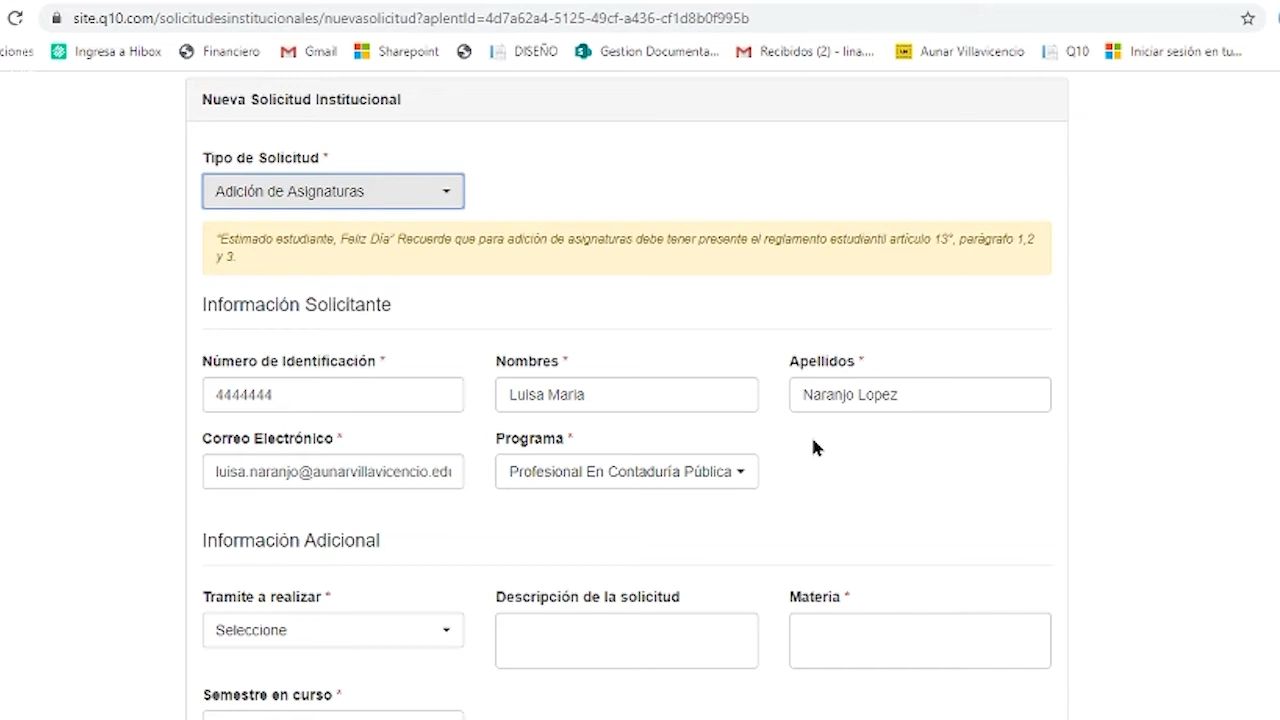 site.q10.com/solicitudesinstitucionales/nuevasolicitud?aplentId=4d7a62a4-5125-49cf-a436-cf1d8b0f995b
ciones Ingresa a Hibox Financiero Gmail Sharepoint DISEÑO Gestion Documenta... Recibidos (2) - lina.... Aunar Villavicencio Q10 Iniciar sesión en tu...
Nueva Solicitud Institucional
Tipo de Solicitud *
Adición de Asignaturas
"Estimado estudiante, Feliz Día" Recuerde que para adición de asignaturas debe tener presente el reglamento estudiantil artículo 13°, parágrafo 1,2
y 3.
Información Solicitante
Número de Identificación * Nombres * Apellidos *
4444444 Luisa Maria Naranjo Lopez
Correo Electrónico * Programa *
luisa.naranjo@aunarvillavicencio.edu Profesional En Contaduría Pública
Información Adicional
Tramite a realizar * Descripción de la solicitud Materia *
Seleccione
Semestre en curso *